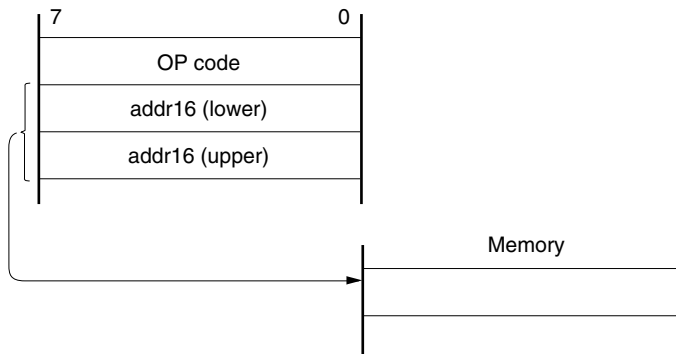 7 0
OP code
addr16 (lower)
addr16 (upper)
Memory